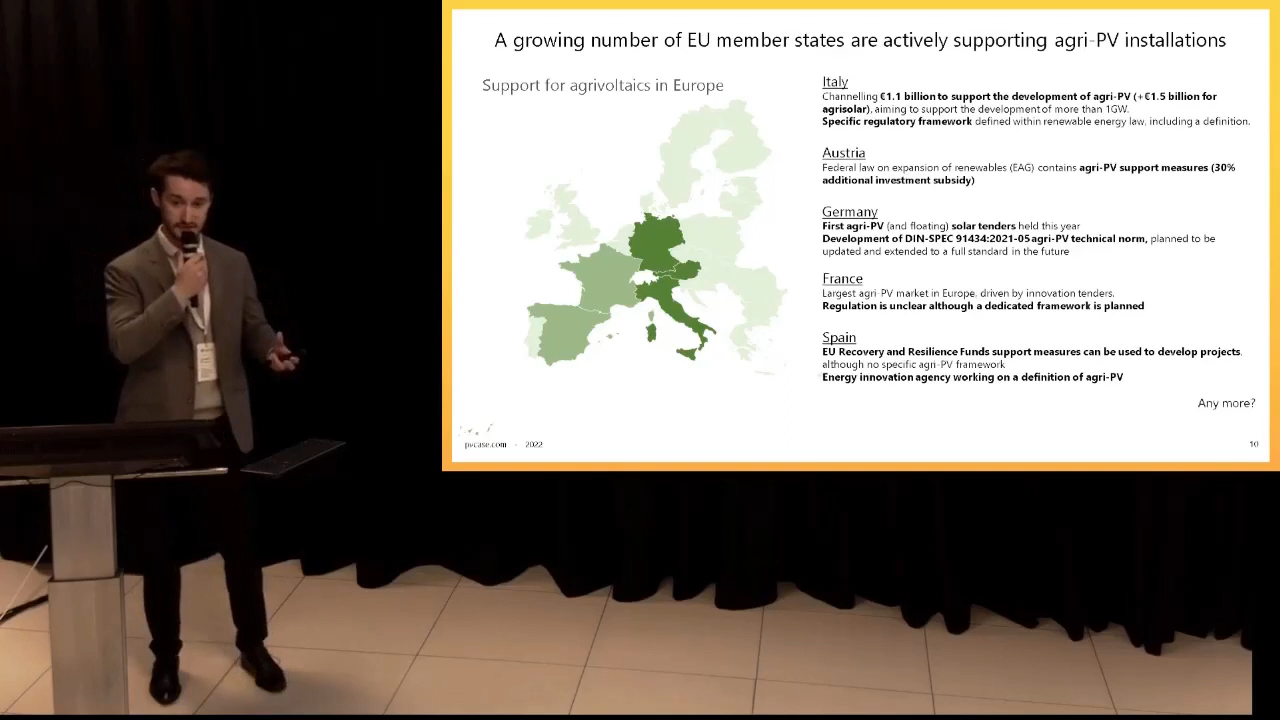 A growing number of EU member states are actively supporting agri-PV installations
Support for agrivoltaics in Europe
Italy
Channelling €1.1 billion to support the development of agri-PV (+€1.5 billion for
agrisolar), aiming to support the development of more than 1GW.
Specific regulatory framework defined within renewable energy law, including a definition.
Austria
Federal law on expansion of renewables (EAG) contains agri-PV support measures (30%
additional investment subsidy)
Germany
First agri-PV (and floating) solar tenders held this year
Development of DIN-SPEC 91434:2021-05 agri-PV technical norm, planned to be
updated and extended to a full standard in the future
France
Largest agri-PV market in Europe, driven by innovation tenders.
Regulation is unclear although a dedicated framework is planned
Spain
EU Recovery and Resilience Funds support measures can be used to develop projects,
although no specific agri-PV framework
Energy innovation agency working on a definition of agri-PV
Any more?
pvcase.com - 2022
10